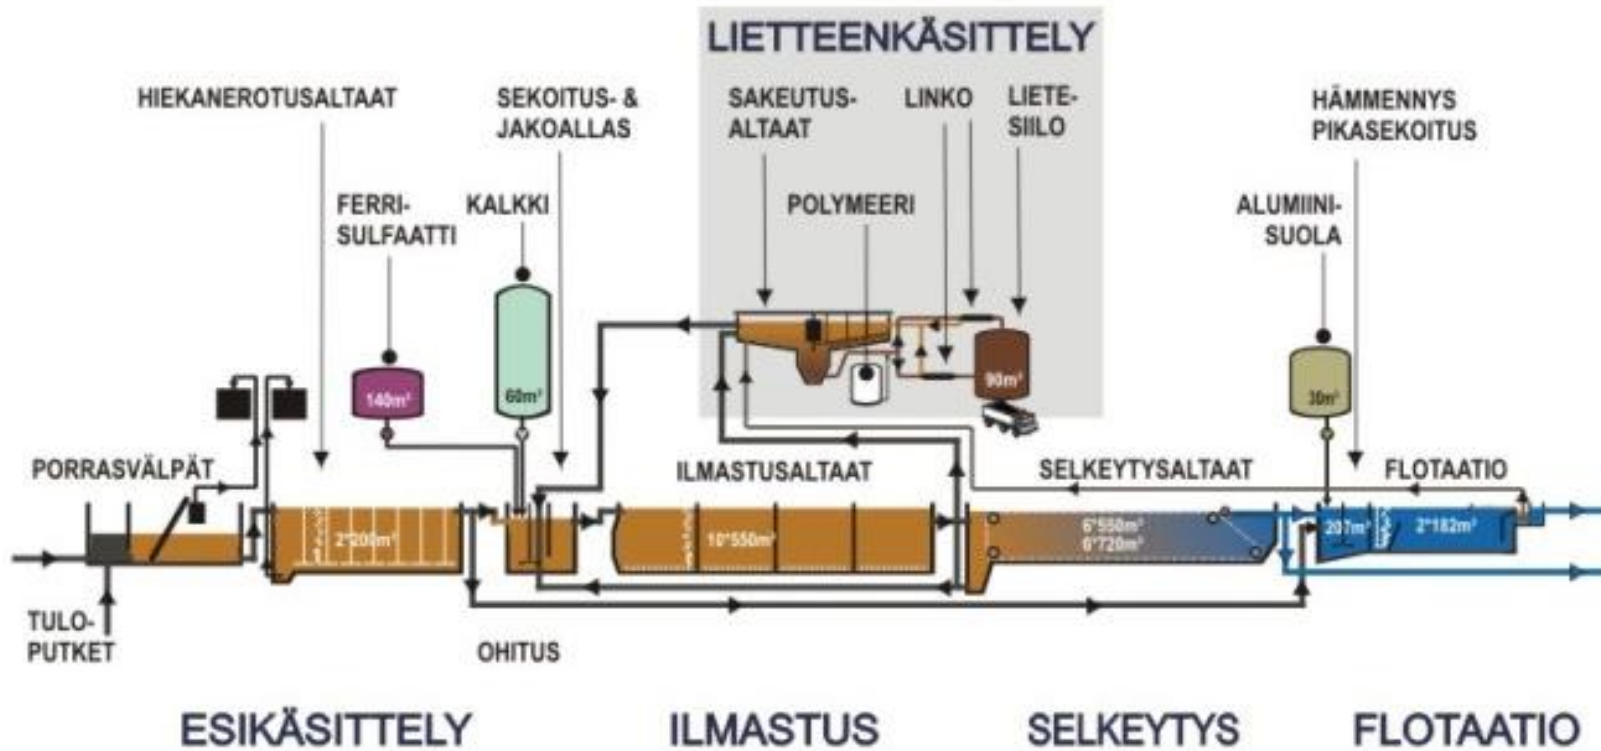 LIETTEENKÄSITTELY
HIEKANEROTUSALTAAT
SEKOITUS- &
JAKOALLAS
SAKEUTUS-
ALTAAT
LINKO
LIETE-
SIILO
HÄMMENNYS
PIKASEKOITUS
FERRI-
SULFAATTI
KALKKI
POLYMEERI
ALUMIINI-
SUOLA
140m³
60m³
90m³
30m³
PORRASVÄLPÄT
ILMASTUSALTAAT
SELKEYTYSALTAAT
FLOTAATIO
2*200m³
10*550m³
6*550m³
6*720m³
207m³
2*182m³
TULO-
PUTKET
OHITUS
ESIKÄSITTELY
ILMASTUS
SELKEYTYS
FLOTAATIO